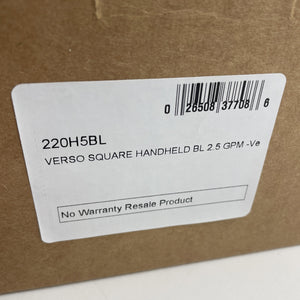 0 26508 37708 6
220H5BL
VERSO SQUARE HANDHELD BL 2.5 GPM -Ve
No Warranty Resale Product